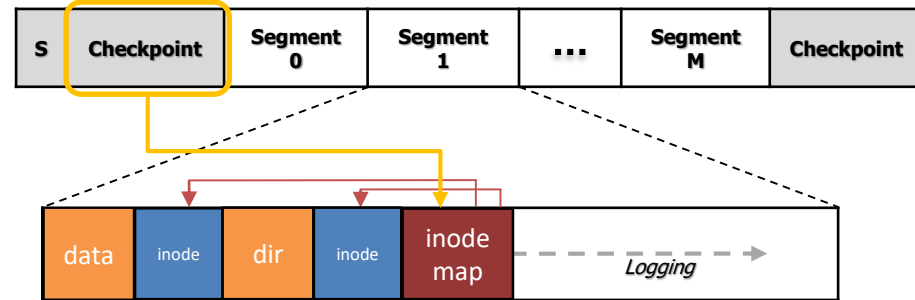 S
Checkpoint
Segment
0
Segment
1
...
Segment
M
Checkpoint
data
inode
dir
inode
inode
map
Logging